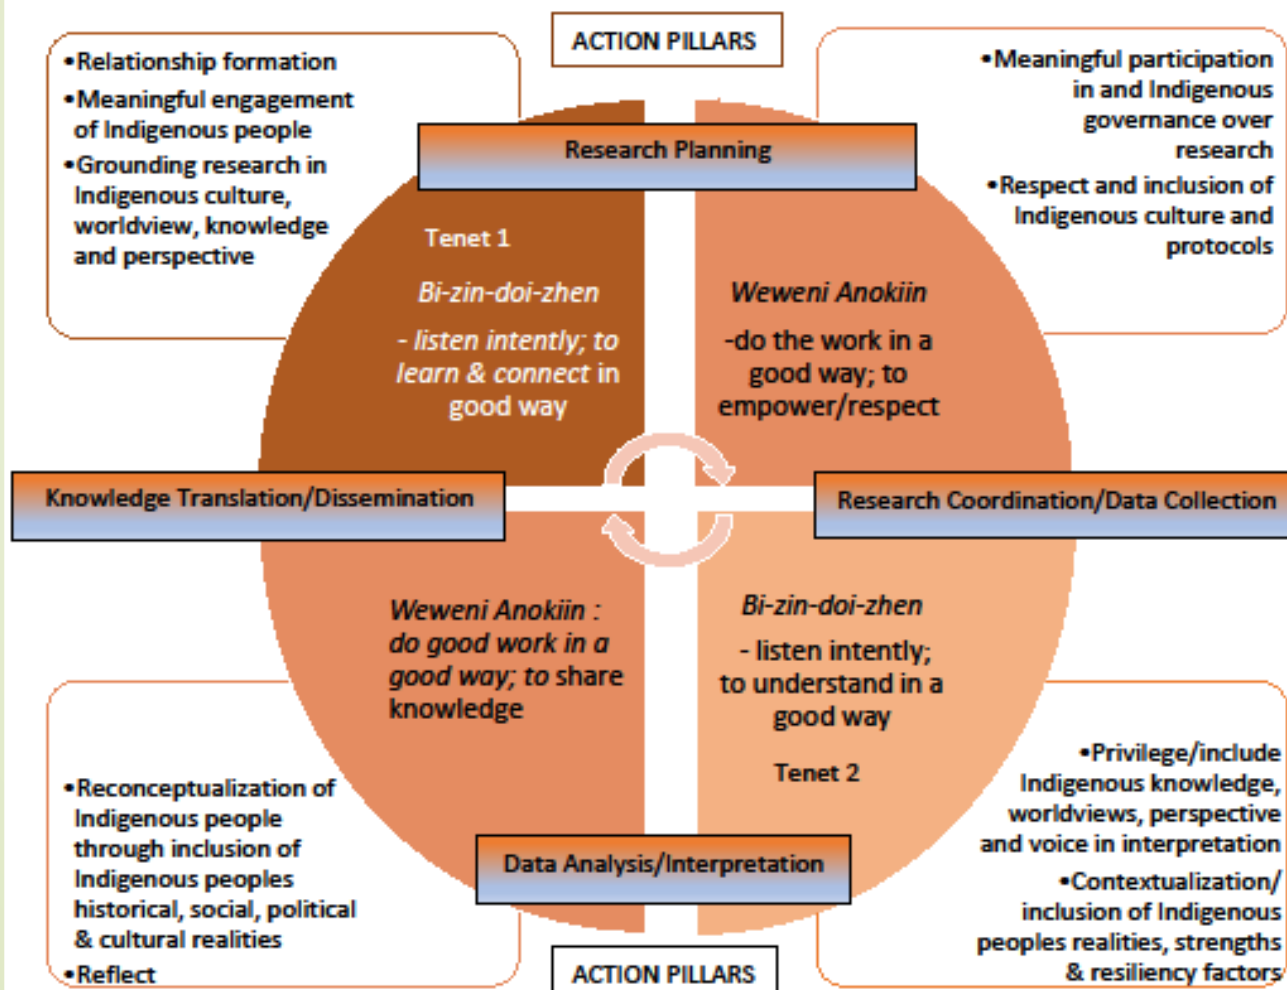 ACTION PILLARS
•Relationship formation
•Meaningful engagement
of Indigenous people
•Grounding research in
Indigenous culture,
worldview, knowledge
and perspective
•Meaningful participation
in and Indigenous
governance over
research
•Respect and inclusion of
Indigenous culture and
protocols
Research Planning
Tenet 1
Bi-zin-doi-zhen
- listen intently; to
learn & connect in
good way
Weweni Anokiin
-do the work in a
good way; to
empower/respect
Knowledge Translation/Dissemination
Research Coordination/Data Collection
Weweni Anokiin :
do good work in a
good way; to share
knowledge
Bi-zin-doi-zhen
- listen intently;
to understand in a
good way
Tenet 2
•Reconceptualization of
Indigenous people
through inclusion of
Indigenous peoples
historical, social, political
& cultural realities
•Reflect
•Privilege/include
Indigenous knowledge,
worldviews, perspective
and voice in interpretation
•Contextualization/
inclusion of Indigenous
peoples realities, strengths
& resiliency factors
Data Analysis/Interpretation
ACTION PILLARS